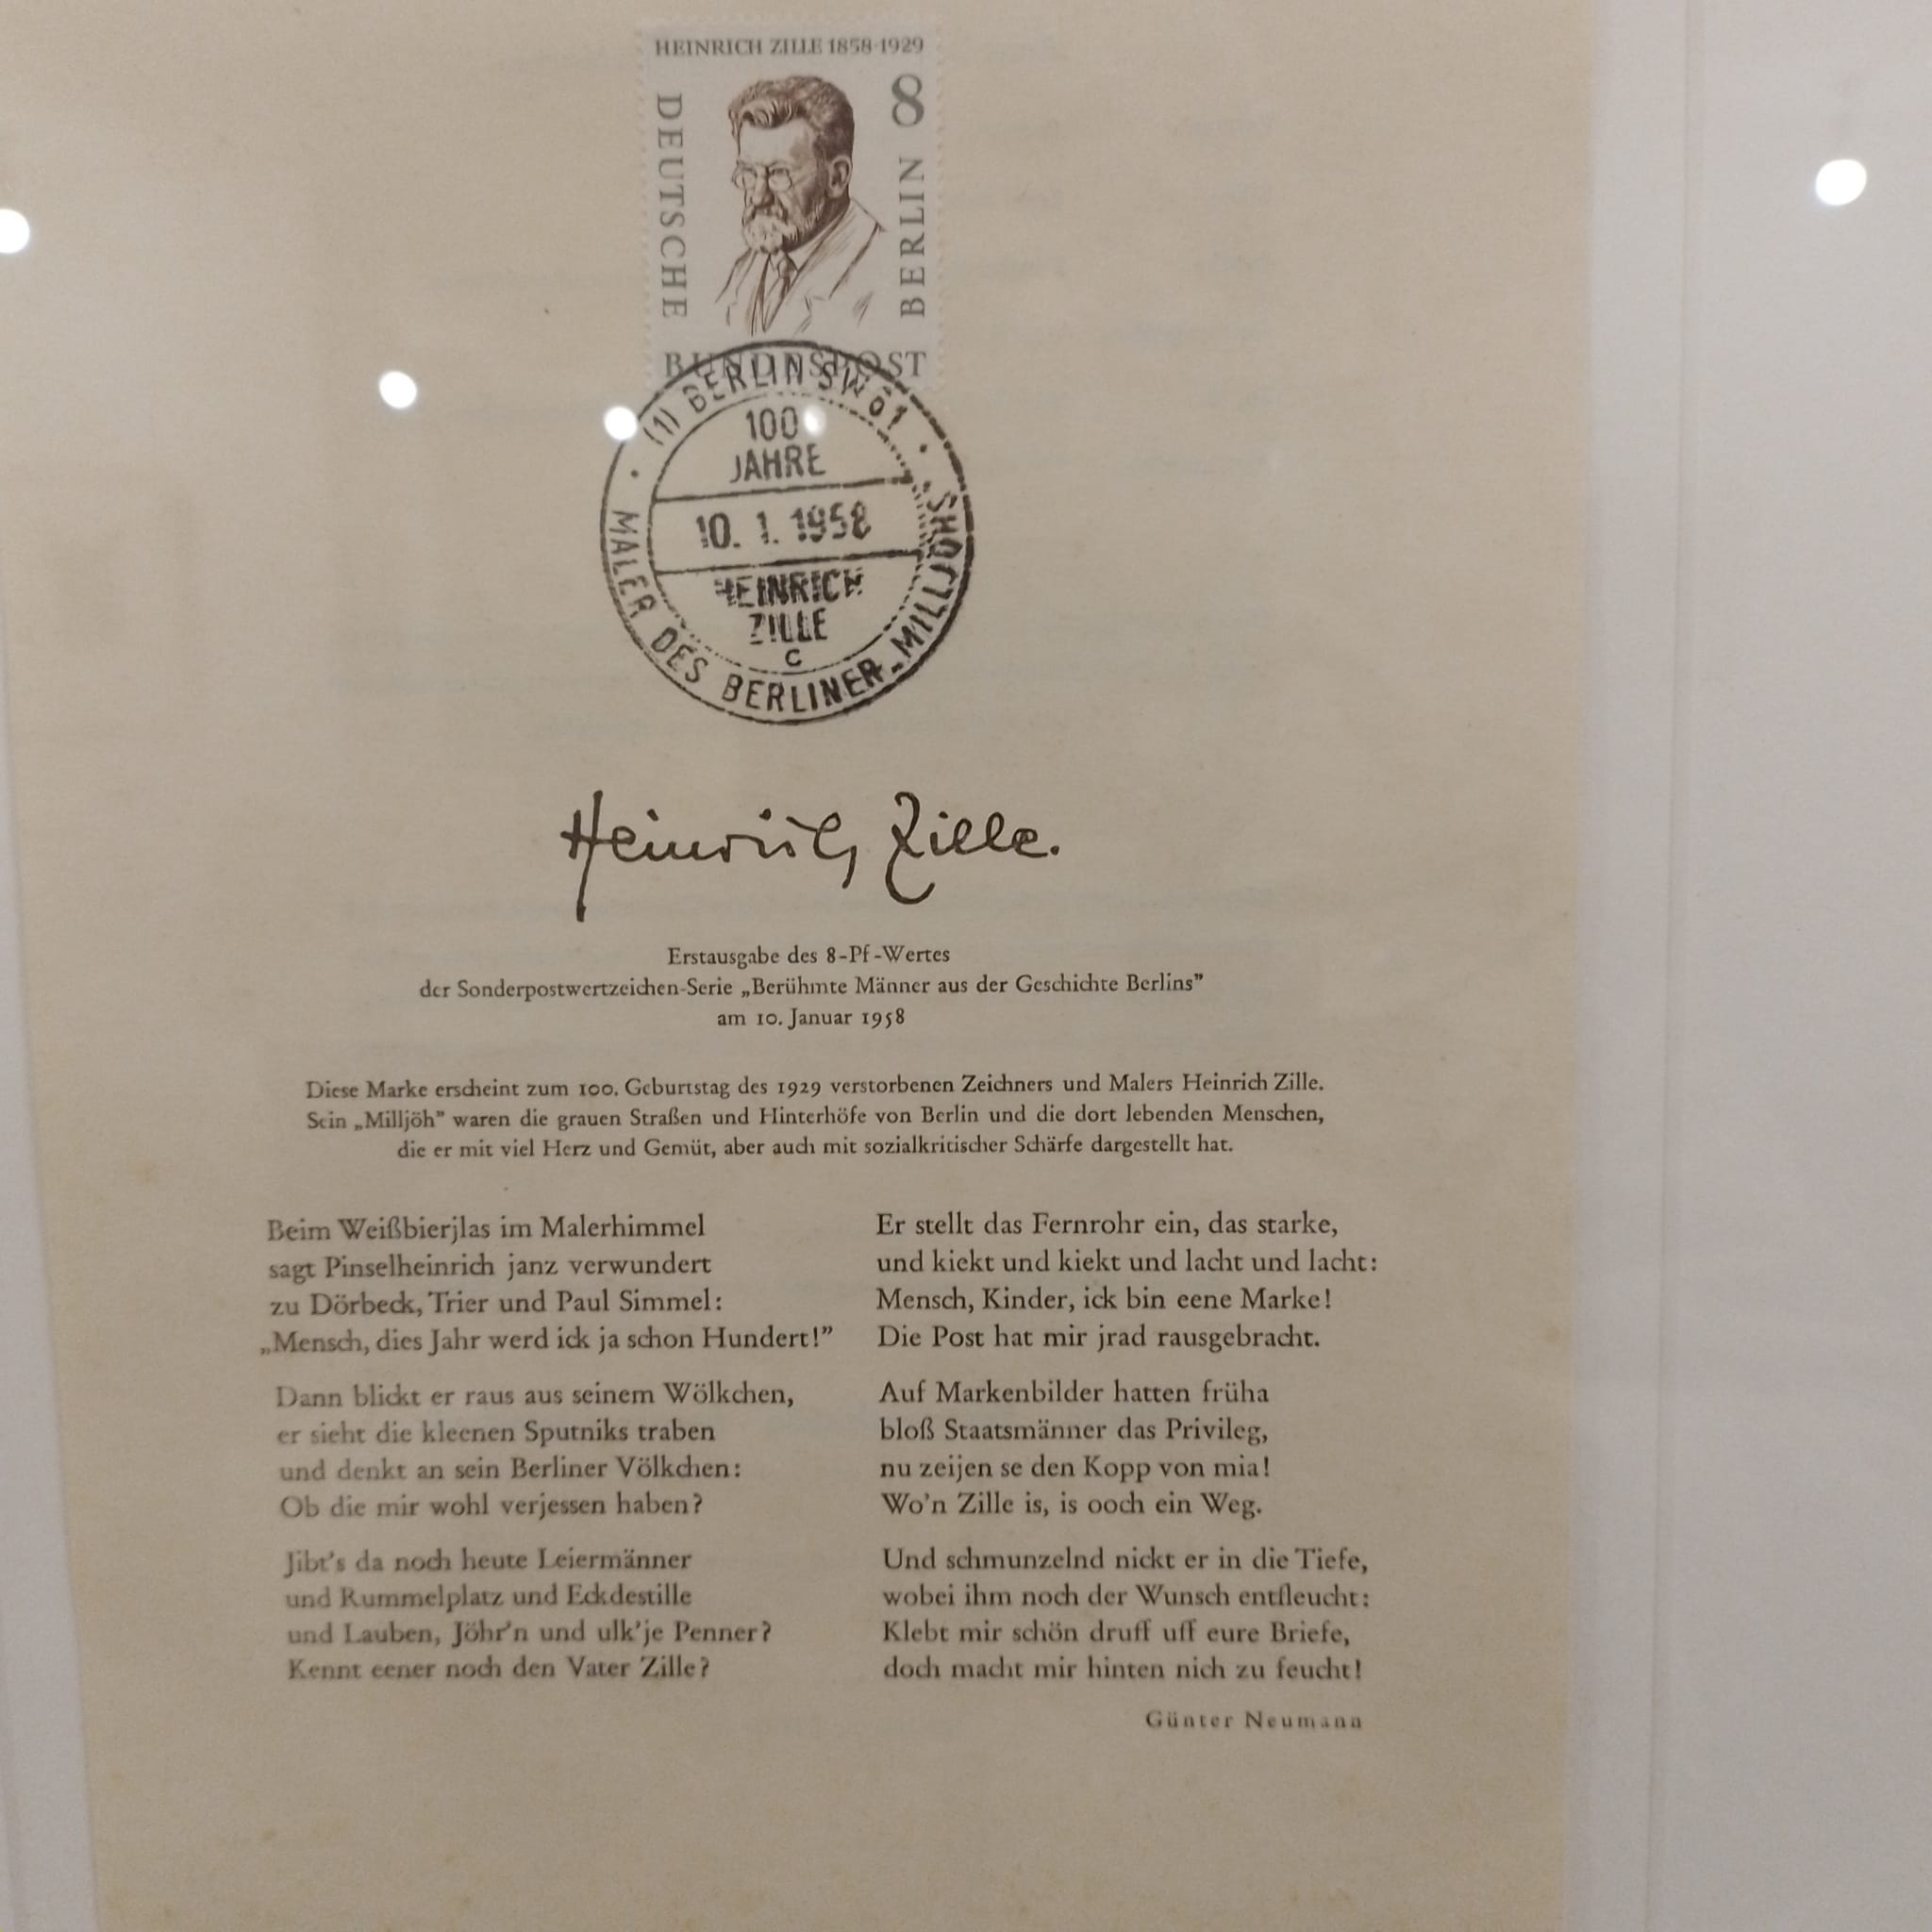 HEINRICH ZILLE 1858-1929
8
DEUTSCHE
BERLIN
BUNDESPOST
(1) BERLIN SW 61
100
JAHRE
10. 1. 1958
HEINRICH
ZILLE
c
MALER DES BERLINER „MILLJÖHS“
Heinrich Zille.
Erstausgabe des 8-Pf-Wertes
der Sonderpostwertzeichen-Serie „Berühmte Männer aus der Geschichte Berlins”
am 10. Januar 1958
Diese Marke erscheint zum 100. Geburtstag des 1929 verstorbenen Zeichners und Malers Heinrich Zille.
Sein „Milljöh” waren die grauen Straßen und Hinterhöfe von Berlin und die dort lebenden Menschen,
die er mit viel Herz und Gemüt, aber auch mit sozialkritischer Schärfe dargestellt hat.
Beim Weißbierjlas im Malerhimmel
sagt Pinselheinrich janz verwundert
zu Dörbeck, Trier und Paul Simmel:
„Mensch, dies Jahr werd ick ja schon Hundert!”
Dann blickt er raus aus seinem Wölkchen,
er sieht die kleenen Sputniks traben
und denkt an sein Berliner Völkchen:
Ob die mir wohl verjessen haben?
Jibt's da noch heute Leiermänner
und Rummelplatz und Eckdestille
und Lauben, Jöhr'n und ulk'je Penner?
Kennt eener noch den Vater Zille?
Er stellt das Fernrohr ein, das starke,
und kiekt und kiekt und lacht und lacht:
Mensch, Kinder, ick bin eene Marke!
Die Post hat mir jrad rausgebracht.
Auf Markenbilder hatten früha
bloß Staatsmänner das Privileg,
nu zeijen se den Kopp von mia!
Wo'n Zille is, is ooch ein Weg.
Und schmunzelnd nickt er in die Tiefe,
wobei ihm noch der Wunsch entfleucht:
Klebt mir schön druff uff eure Briefe,
doch macht mir hinten nich zu feucht!
Günter Neumann